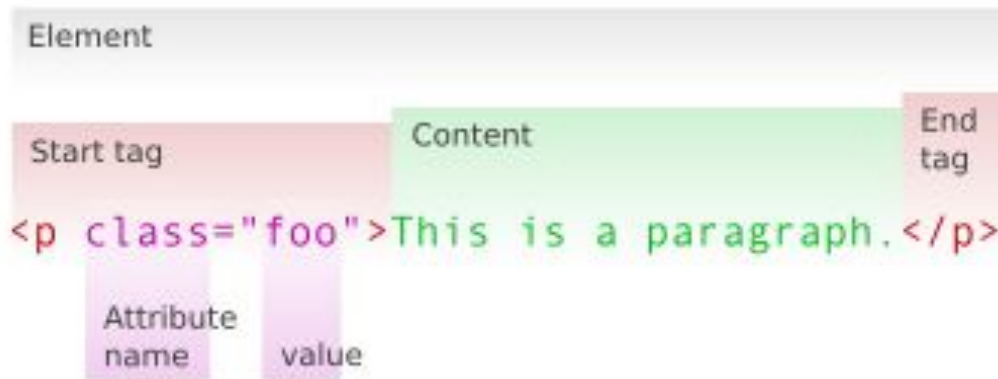 Element
Start tag
Content
End
tag
<p class="foo">This is a paragraph.</p>
Attribute
name
value